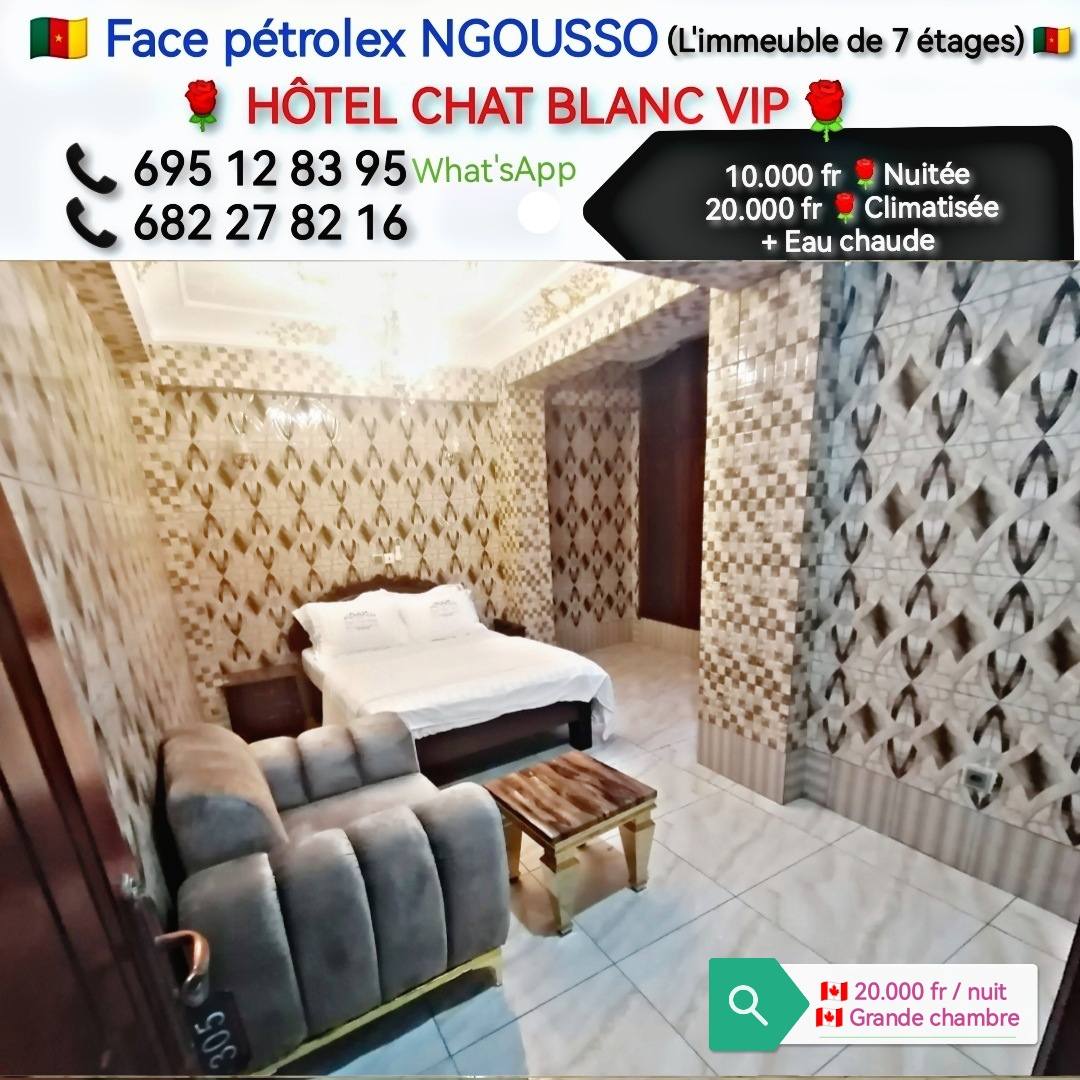 🇨🇲 Face pétrolex NGOUSSO (L'immeuble de 7 étages) 🇨🇲
🌹 HÔTEL CHAT BLANC VIP 🌹
📞 695 12 83 95 What'sApp
📞 682 27 82 16
10.000 fr 🌹 Nuitée
20.000 fr 🌹 Climatisée
+ Eau chaude
🇨🇦 20.000 fr / nuit
🇨🇦 Grande chambre
305